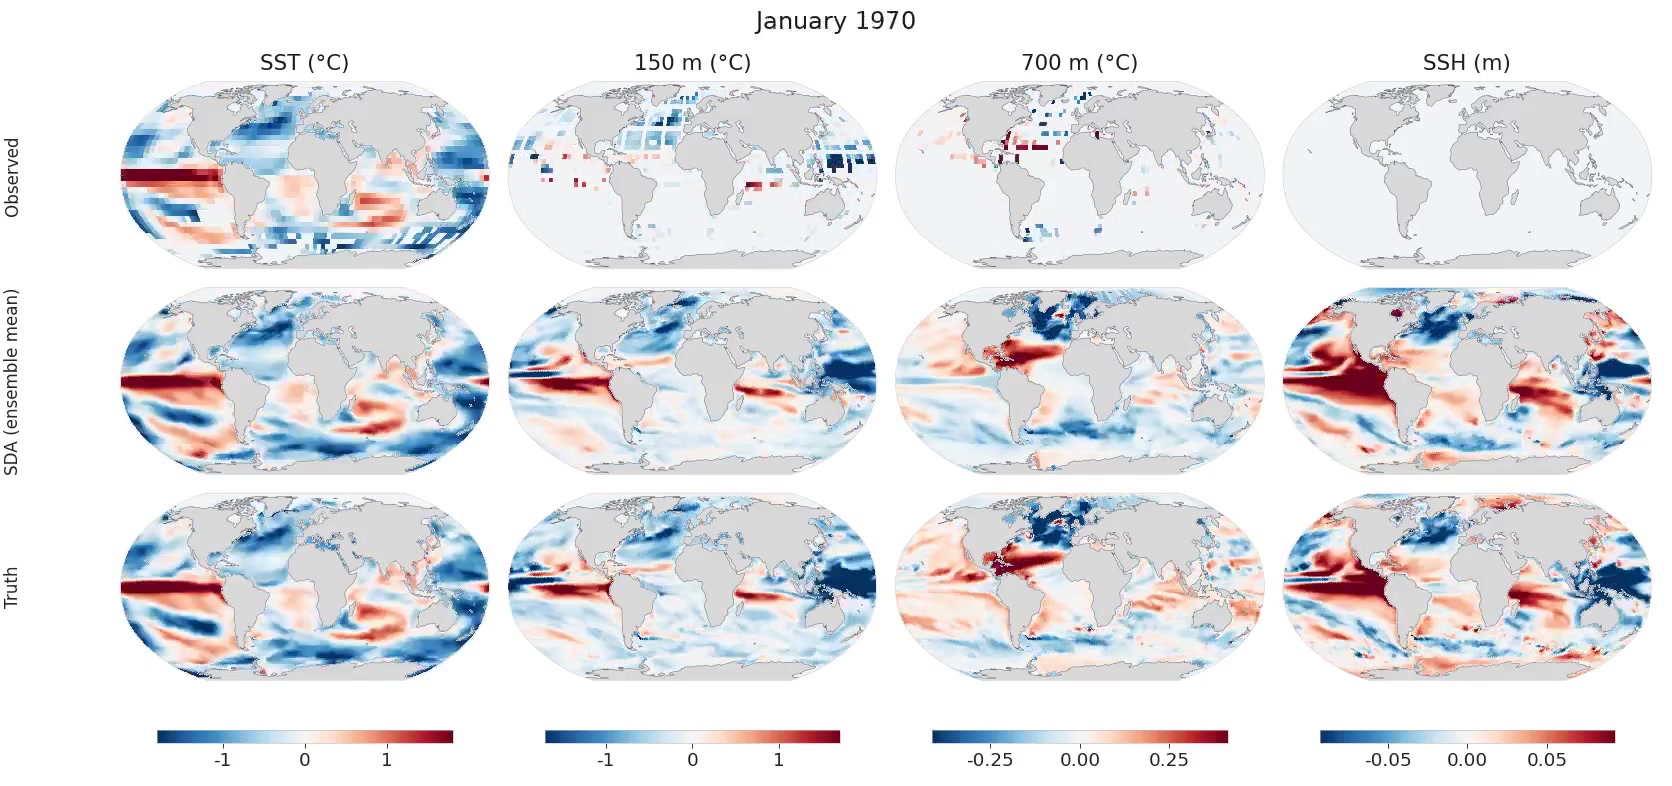 January 1970
SST (°C)
150 m (°C)
700 m (°C)
SSH (m)
Observed
SDA (ensemble mean)
Truth
-1 0 1
-1 0 1
-0.25 0.00 0.25
-0.05 0.00 0.05